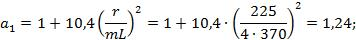 a₁ = 1 + 10,4(r/mL)² = 1 + 10,4·(225/(4·370))² = 1,24;